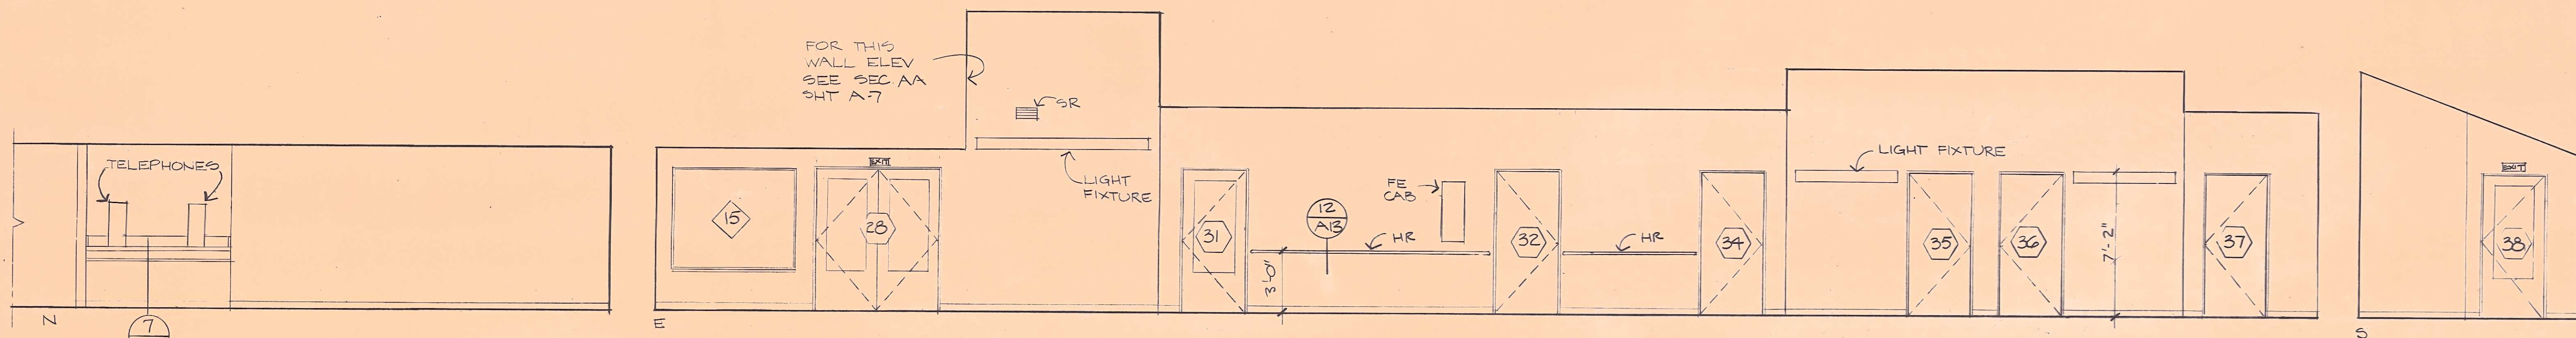 FOR THIS
WALL ELEV
SEE SEC. AA
SHT A-7
SR
TELEPHONES
EXIT
LIGHT
FIXTURE
15
28
31
12
A13
FE
CAB
HR
32
HR
34
LIGHT FIXTURE
35
36
7'-2"
37
EXIT
38
3'-0"
N
7
E
S